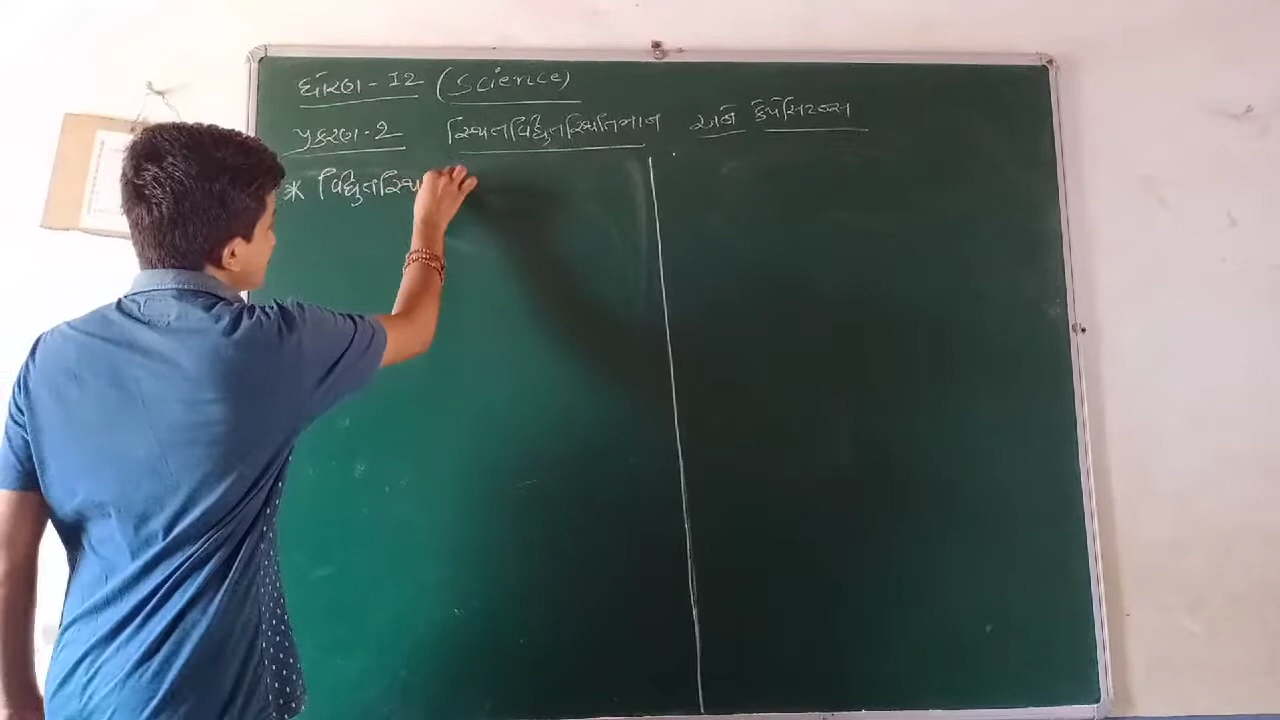 ધોરણ - 12 (Science)
પ્રકરણ - 2 સ્થિતવિદ્યુતસ્થિતિમાન અને કેપેસિટન્સ
* વિદ્યુતસ્થિ